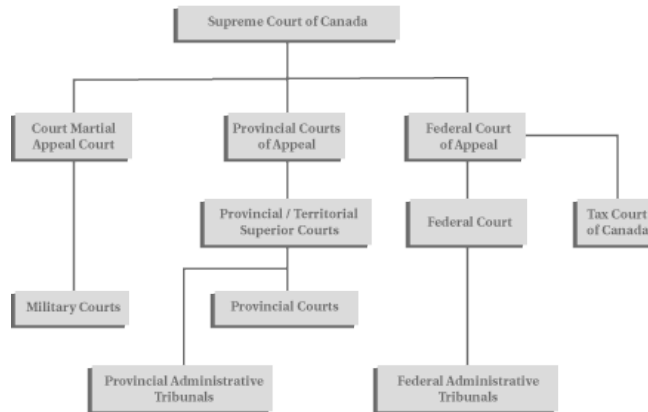 Supreme Court of Canada
Court Martial
Appeal Court
Provincial Courts
of Appeal
Federal Court
of Appeal
Provincial / Territorial
Superior Courts
Federal Court
Tax Court
of Canada
Military Courts
Provincial Courts
Provincial Administrative
Tribunals
Federal Administrative
Tribunals